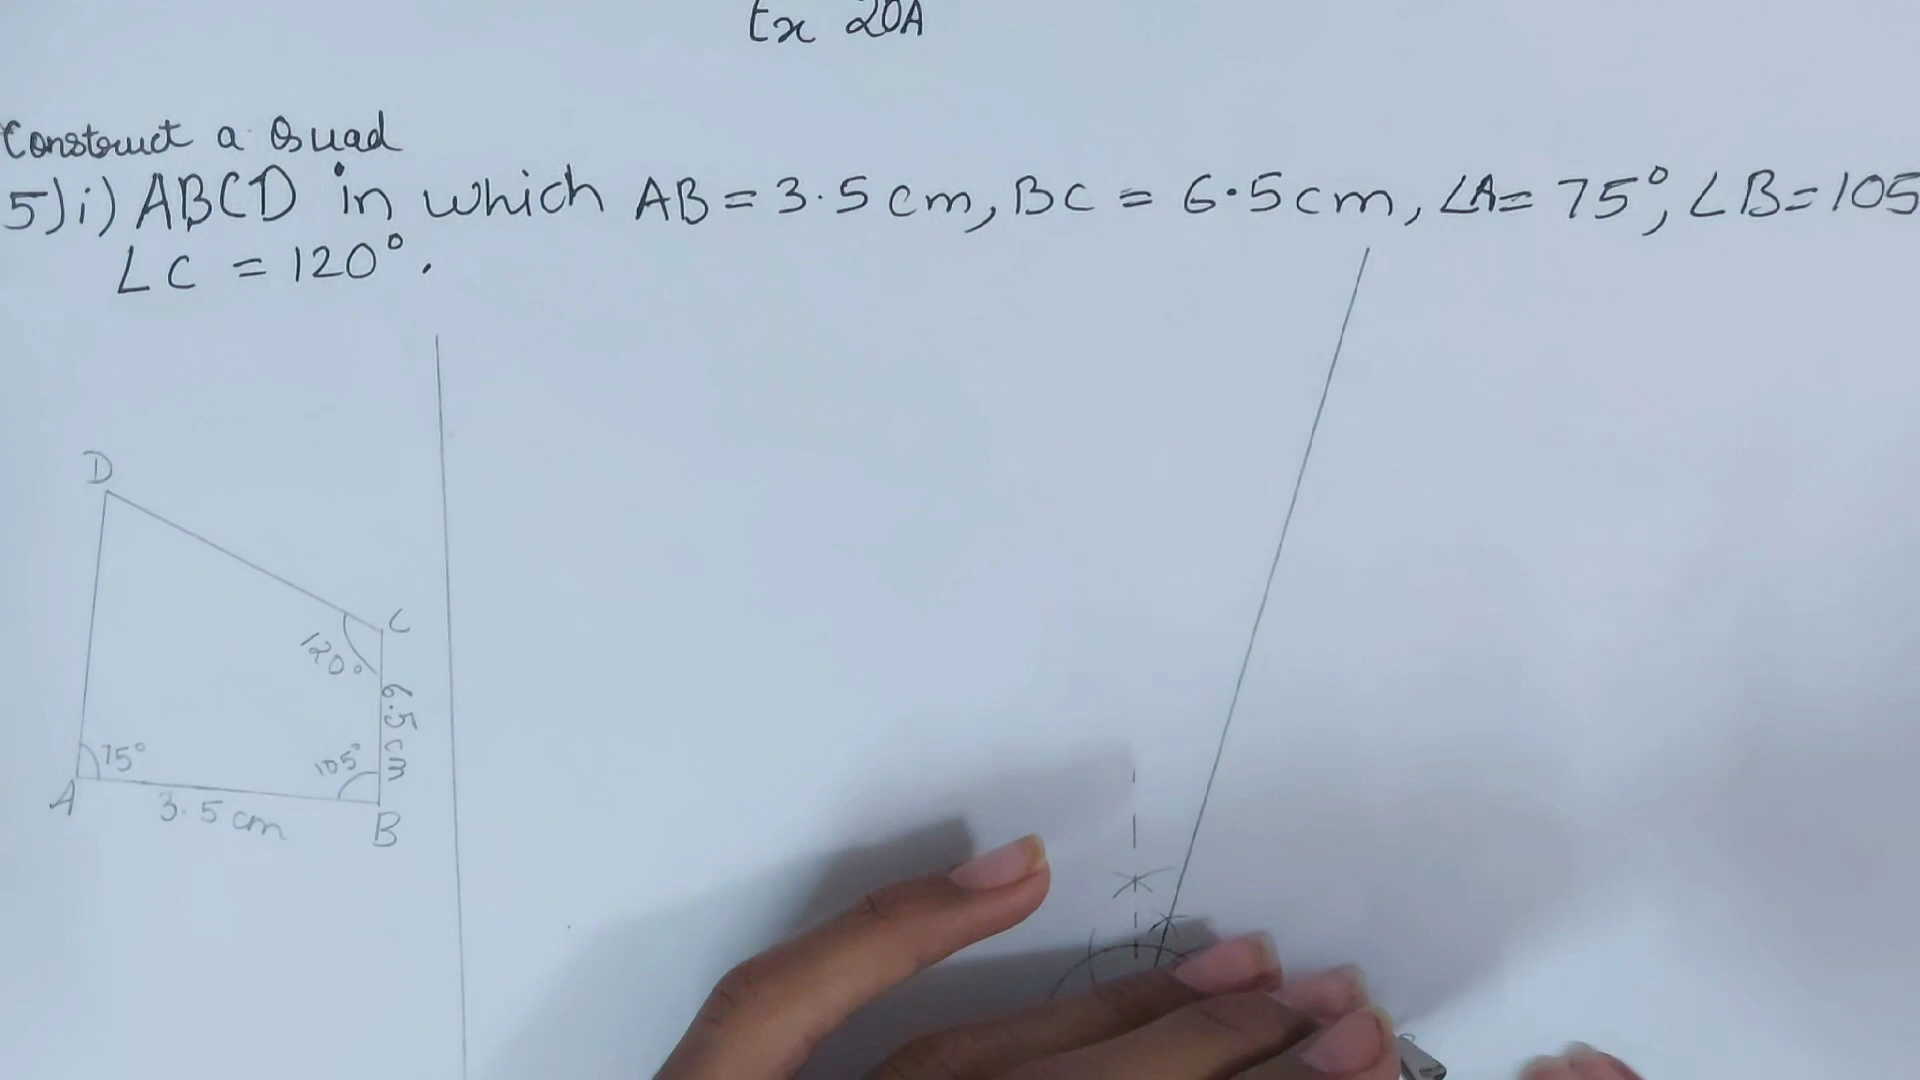 Ex 20A
Construct a Quad
5)i) ABCD in which AB = 3.5 cm, BC = 6.5 cm, ∠A = 75°, ∠B = 105
∠C = 120°.
D
C
120°
6.5 cm
75°
105°
A
3.5 cm
B